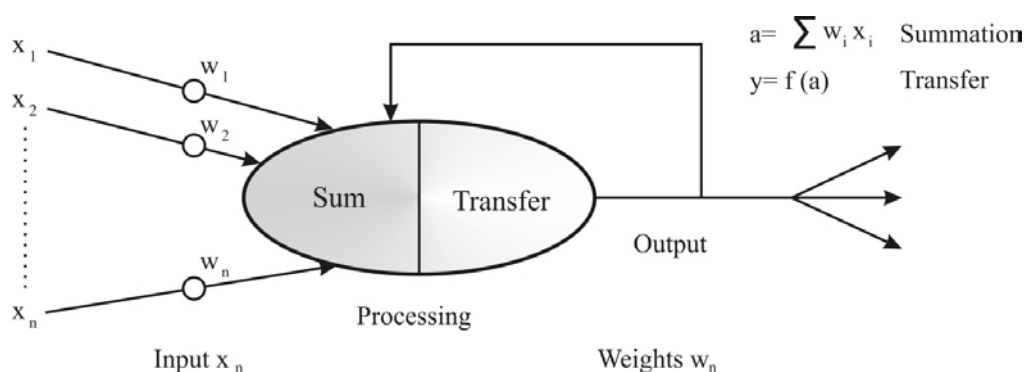 x₁
w₁
x₂
w₂
xₙ
wₙ
Sum
Transfer
Output
Processing
Input xₙ
Weights wₙ
a= ∑ wᵢ xᵢ Summation
y= f (a) Transfer